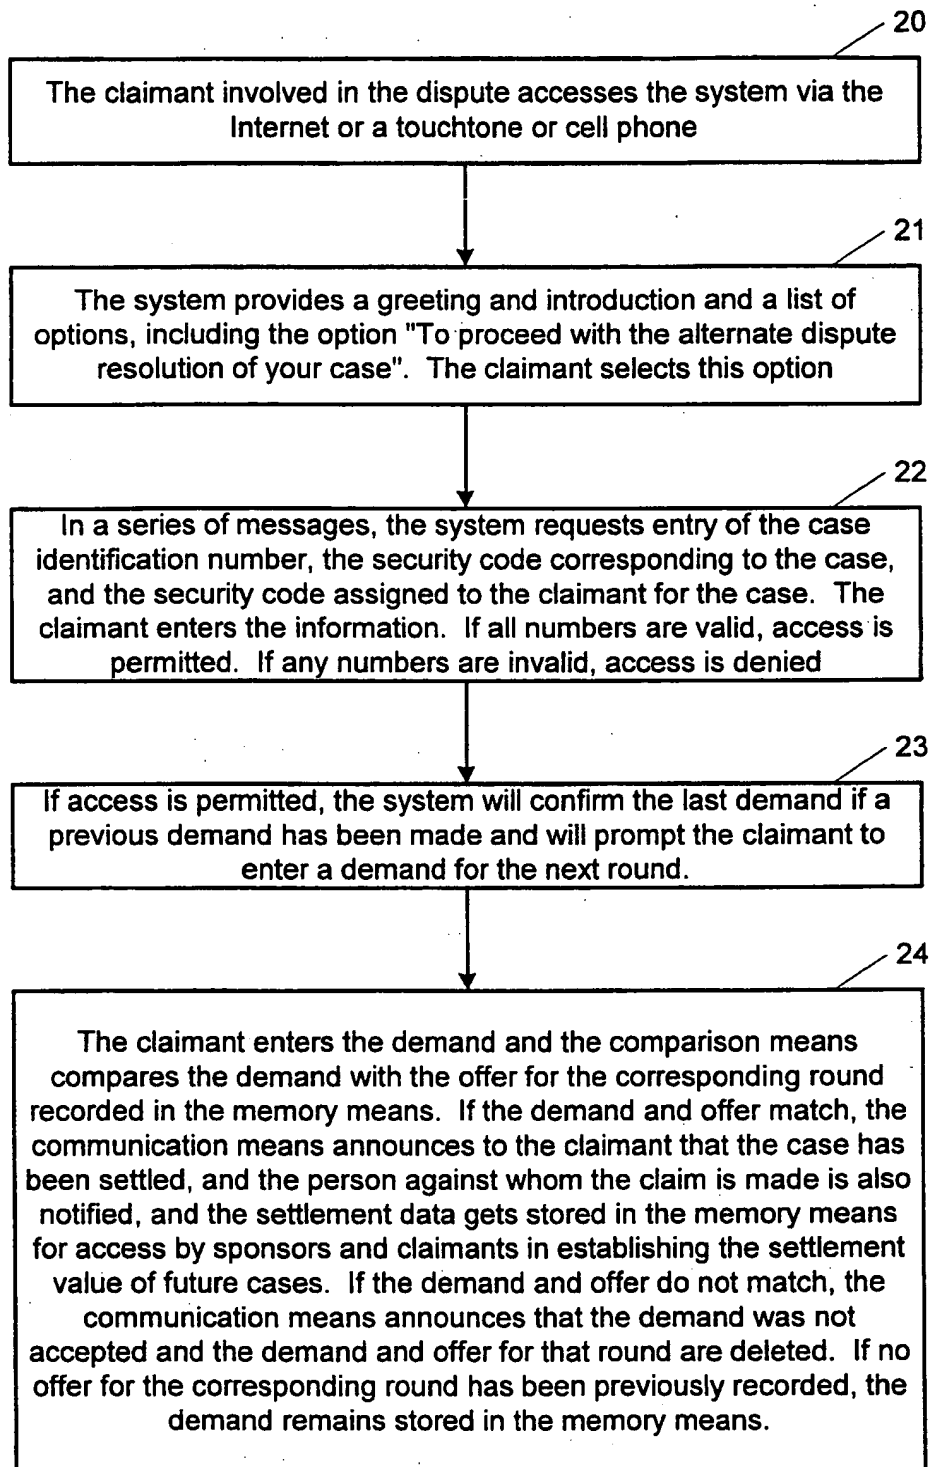 20
The claimant involved in the dispute accesses the system via the
Internet or a touchtone or cell phone
21
The system provides a greeting and introduction and a list of
options, including the option "To proceed with the alternate dispute
resolution of your case".  The claimant selects this option
22
In a series of messages, the system requests entry of the case
identification number, the security code corresponding to the case,
and the security code assigned to the claimant for the case.  The
claimant enters the information.  If all numbers are valid, access is
permitted.  If any numbers are invalid, access is denied
23
If access is permitted, the system will confirm the last demand if a
previous demand has been made and will prompt the claimant to
enter a demand for the next round.
24
The claimant enters the demand and the comparison means
compares the demand with the offer for the corresponding round
recorded in the memory means.  If the demand and offer match, the
communication means announces to the claimant that the case has
been settled, and the person against whom the claim is made is also
notified, and the settlement data gets stored in the memory means
for access by sponsors and claimants in establishing the settlement
value of future cases.  If the demand and offer do not match, the
communication means announces that the demand was not
accepted and the demand and offer for that round are deleted.  If no
offer for the corresponding round has been previously recorded, the
demand remains stored in the memory means.